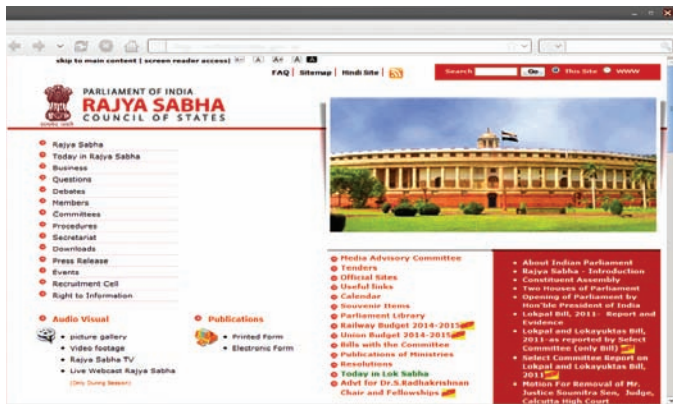 skip to main content | screen reader access| A- A A+ A A
FAQ | Sitemap | Hindi Site |
Search Go This Site WWW
PARLIAMENT OF INDIA
RAJYA SABHA
COUNCIL OF STATES
Rajya Sabha
Today in Rajya Sabha
Business
Questions
Debates
Members
Committees
Procedures
Secretariat
Downloads
Press Release
Events
Recruitment Cell
Right to Information
Audio Visual
picture gallery
Video footage
Rajya Sabha TV
Live Webcast Rajya Sabha
(Only During Session)
Publications
Printed Form
Electronic Form
Media Advisory Committee
Tenders
Official Sites
Useful links
Calendar
Souvenir Items
Parliament Library
Railway Budget 2014-2015
Union Budget 2014-2015
Bills with the Committee
Publications of Ministries
Resolutions
Today in Lok Sabha
Advt for Dr.S.Radhakrishnan
Chair and Fellowships
About Indian Parliament
Rajya Sabha - Introduction
Constituent Assembly
Two Houses of Parliament
Opening of Parliament by
Hon'ble President of India
Lokpal Bill, 2011- Report and
Evidence
Lokpal and Lokayuktas Bill,
2011-as reported by Select
Committee (only Bill)
Select Committee Report on
Lokpal and Lokayuktas Bill,
2011
Motion For Removal of Mr.
Justice Soumitra Sen, Judge,
Calcutta High Court